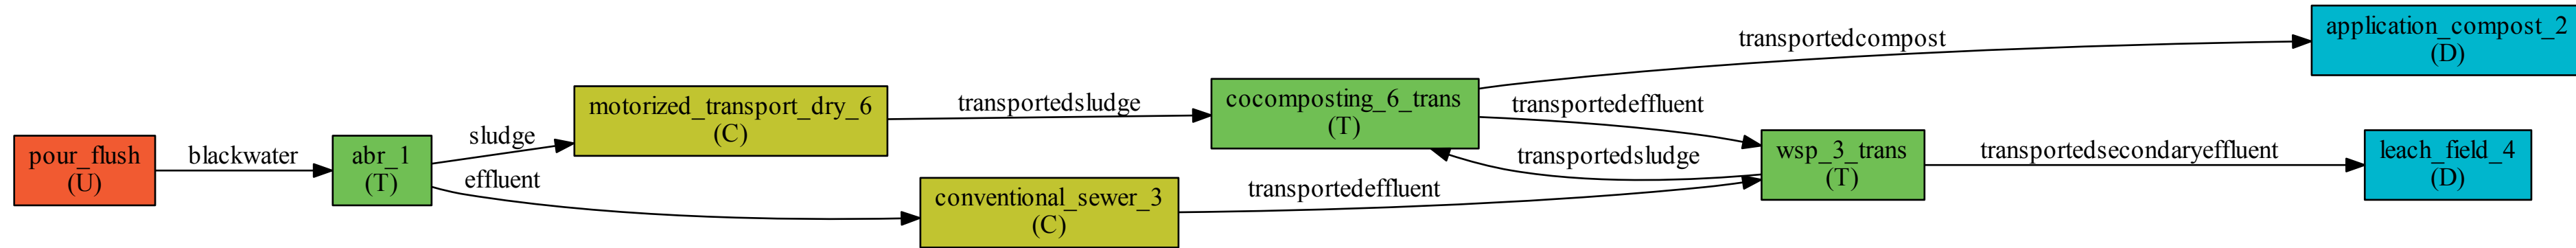 pour_flush
(U)
blackwater
abr_1
(T)
sludge
effluent
motorized_transport_dry_6
(C)
conventional_sewer_3
(C)
transportedsludge
transportedeffluent
cocomposting_6_trans
(T)
transportedcompost
transportedeffluent
transportedsludge
wsp_3_trans
(T)
transportedsecondaryeffluent
application_compost_2
(D)
leach_field_4
(D)